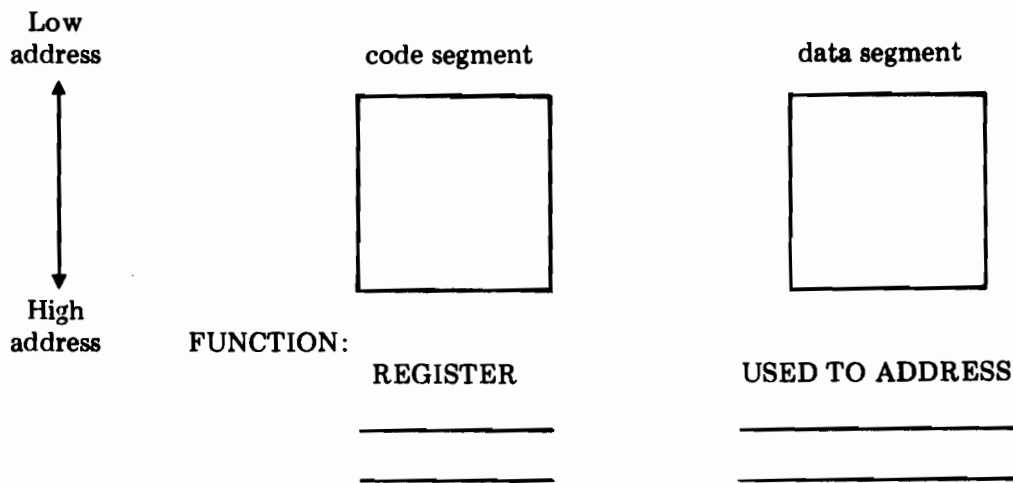 Low
address
code segment
data segment
High
address
FUNCTION:
REGISTER
USED TO ADDRESS